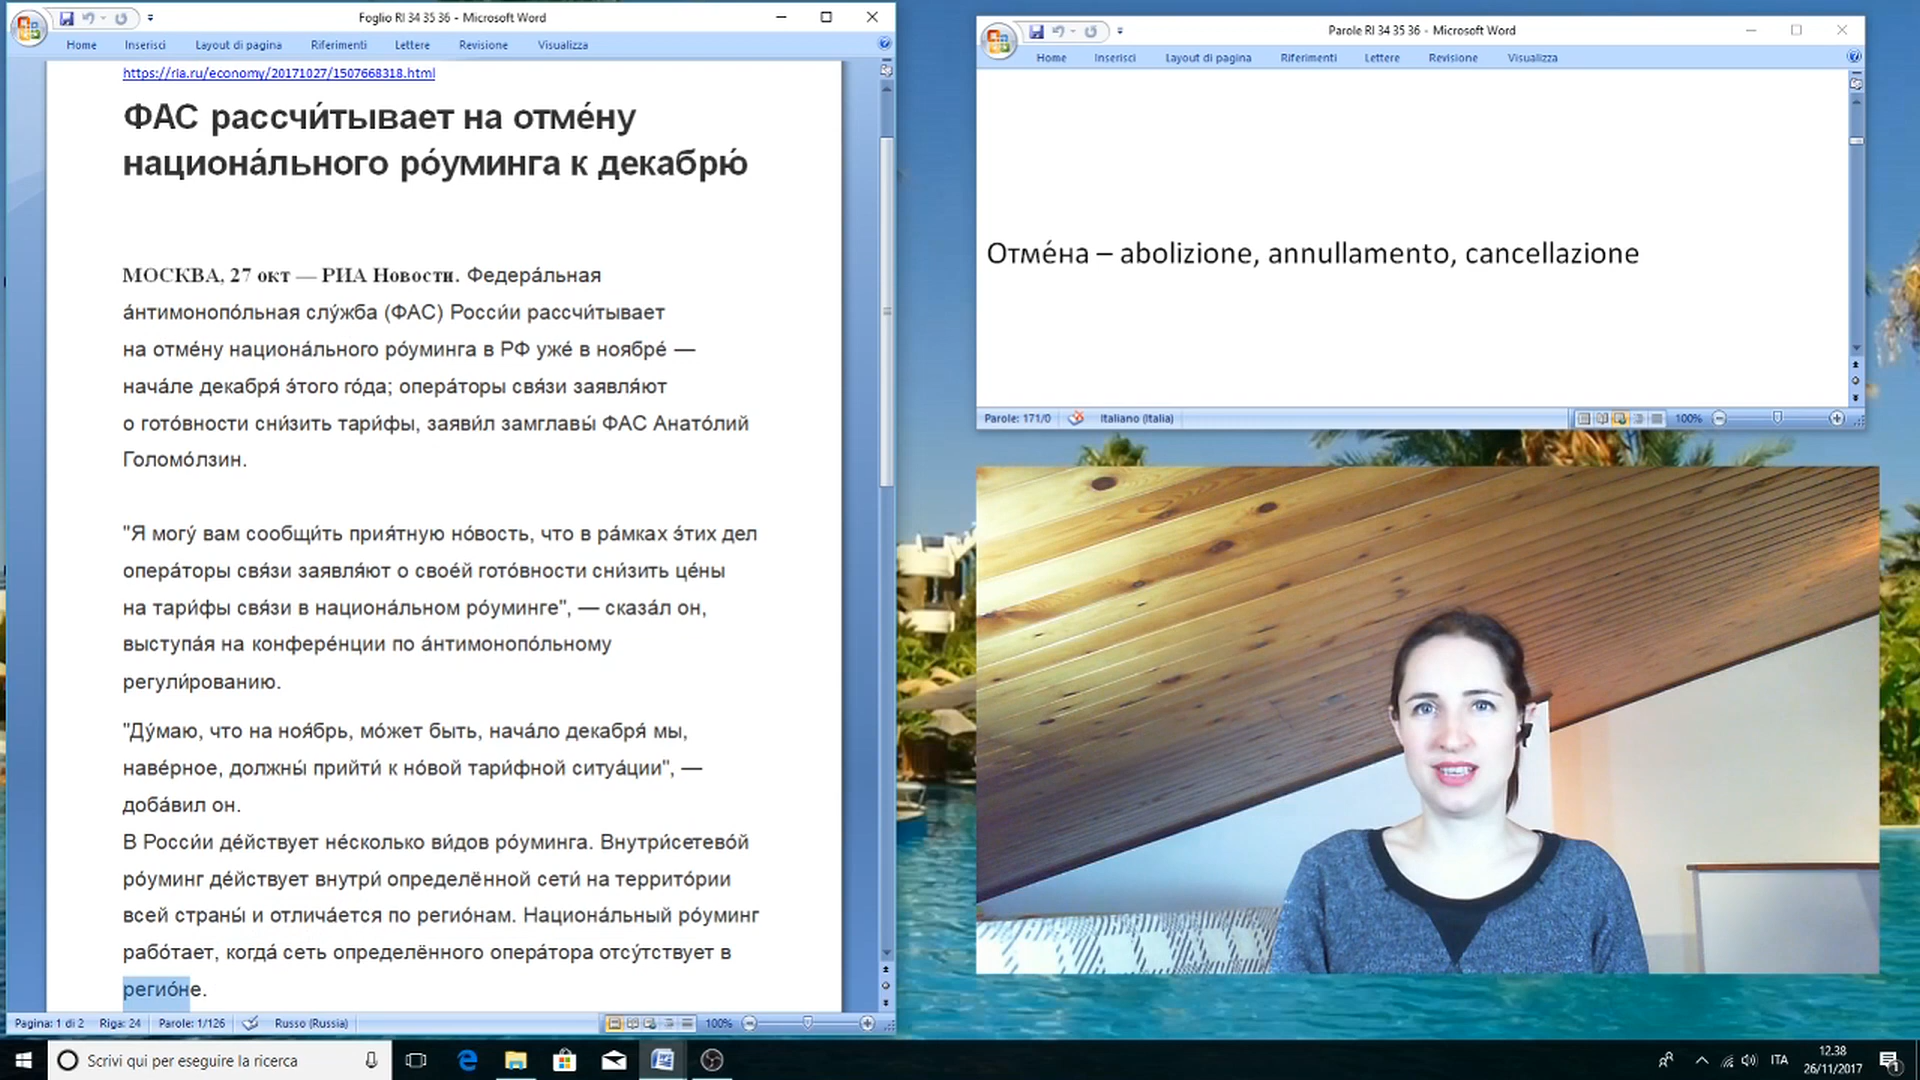 Foglio RI 34 35 36 - Microsoft Word
Home Inserisci Layout di pagina Riferimenti Lettere Revisione Visualizza
https://ria.ru/economy/20171027/1507668318.html
ФАС рассчи́тывает на отме́ну
национа́льного ро́уминга к декабрю́
МОСКВА, 27 окт — РИА Новости. Федера́льная
а́нтимонопо́льная слу́жба (ФАС) Росси́и рассчи́тывает
на отме́ну национа́льного ро́уминга в РФ уже́ в ноябре́ —
нача́ле декабря́ э́того го́да; опера́торы свя́зи заявля́ют
о гото́вности сни́зить тари́фы, заяви́л замглавы́ ФАС Анато́лий
Голомо́лзин.
"Я могу́ вам сообщи́ть прия́тную но́вость, что в ра́мках э́тих дел
опера́торы свя́зи заявля́ют о свое́й гото́вности сни́зить це́ны
на тари́фы свя́зи в национа́льном ро́уминге", — сказа́л он,
выступа́я на конфере́нции по а́нтимонопо́льному
регули́рованию.
"Ду́маю, что на ноя́брь, мо́жет быть, нача́ло декабря́ мы,
наве́рное, должны́ прийти́ к но́вой тари́фной ситуа́ции", —
доба́вил он.
В Росси́и де́йствует не́сколько ви́дов ро́уминга. Внутри́сетево́й
ро́уминг де́йствует внутри́ определённой сети́ на террито́рии
всей страны́ и отлича́ется по регио́нам. Национа́льный ро́уминг
рабо́тает, когда́ сеть определённого опера́тора отсу́тствует в
регио́не.
Pagina: 1 di 2 Riga: 24 Parole: 1/126 Russo (Russia) 100%
Parole RI 34 35 36 - Microsoft Word
Home Inserisci Layout di pagina Riferimenti Lettere Revisione Visualizza
Отме́на – abolizione, annullamento, cancellazione
Parole: 171/0 Italiano (Italia) 100%
Scrivi qui per eseguire la ricerca
ITA
12.38
26/11/2017
1